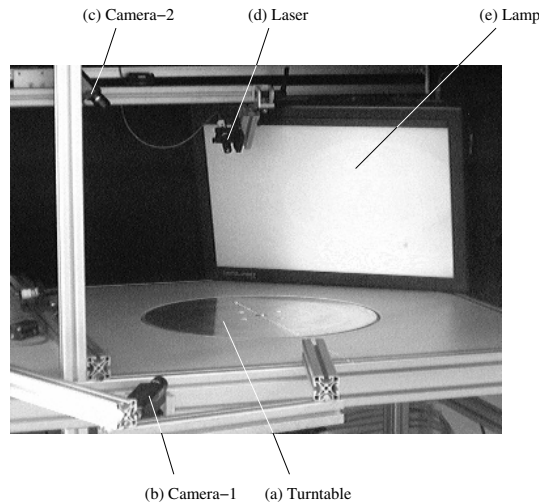 (c) Camera−2
(d) Laser
(e) Lamp
(b) Camera−1
(a) Turntable